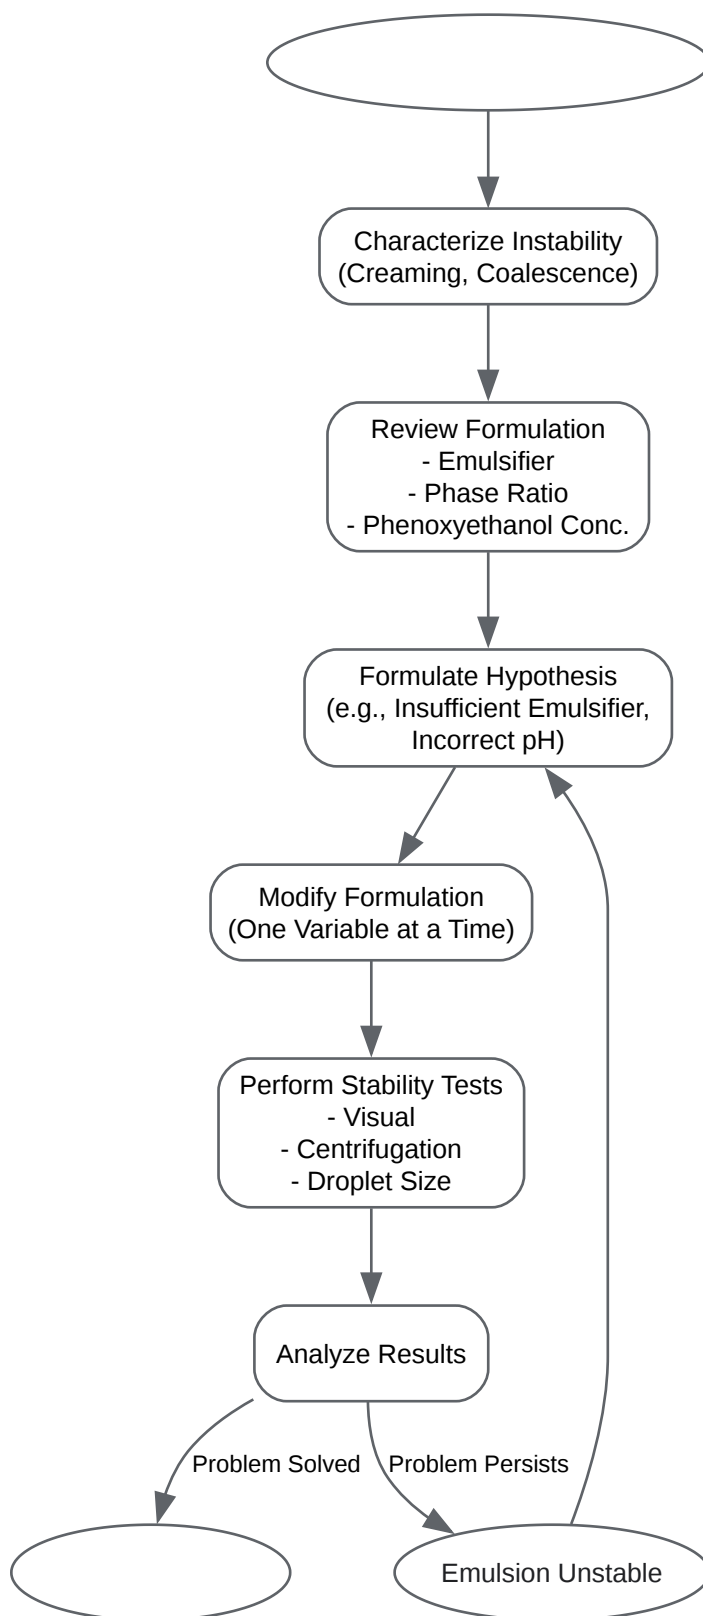 Characterize Instability
(Creaming, Coalescence)
Review Formulation
- Emulsifier
- Phase Ratio
- Phenoxyethanol Conc.
Formulate Hypothesis
(e.g., Insufficient Emulsifier,
Incorrect pH)
Modify Formulation
(One Variable at a Time)
Perform Stability Tests
- Visual
- Centrifugation
- Droplet Size
Analyze Results
Problem Solved
Problem Persists
Emulsion Unstable